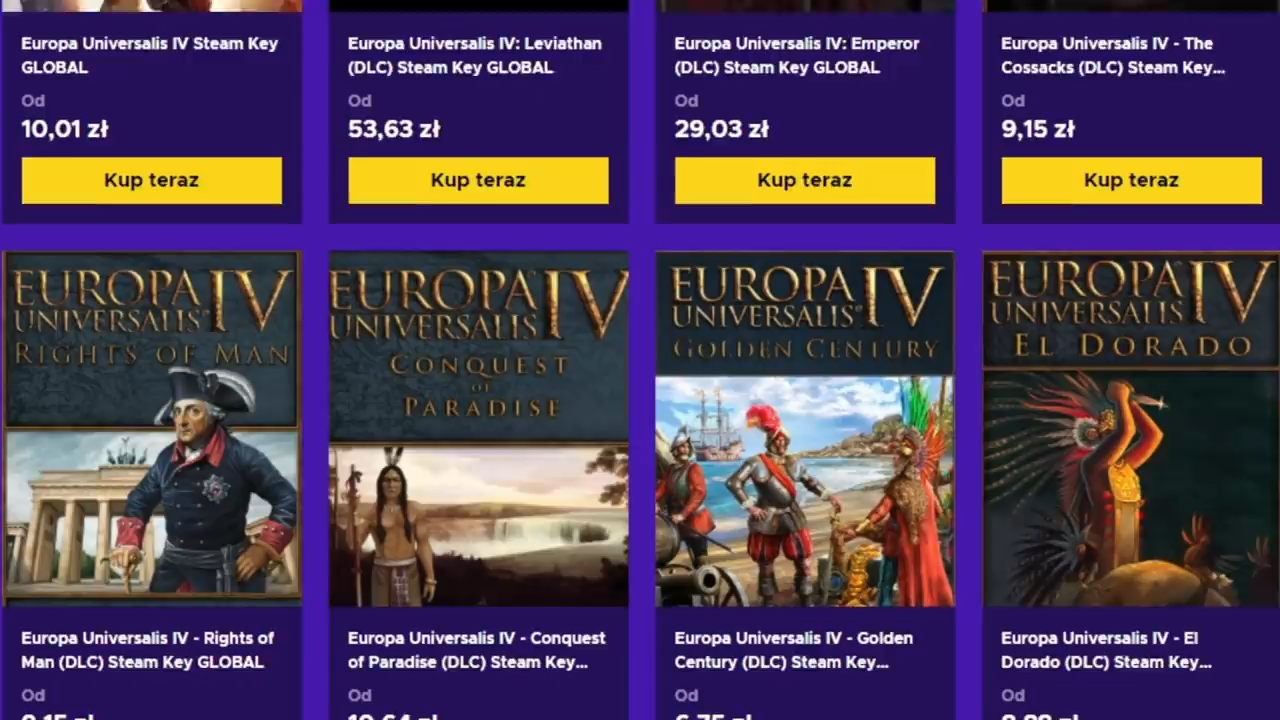 Europa Universalis IV Steam Key
GLOBAL
Od
10,01 zł
Kup teraz
Europa Universalis IV: Leviathan
(DLC) Steam Key GLOBAL
Od
53,63 zł
Kup teraz
Europa Universalis IV: Emperor
(DLC) Steam Key GLOBAL
Od
29,03 zł
Kup teraz
Europa Universalis IV - The
Cossacks (DLC) Steam Key...
Od
9,15 zł
Kup teraz
EUROPA
UNIVERSALIS IV
RIGHTS OF MAN
Europa Universalis IV - Rights of
Man (DLC) Steam Key GLOBAL
Od
EUROPA
UNIVERSALIS IV
CONQUEST
OF
PARADISE
Europa Universalis IV - Conquest
of Paradise (DLC) Steam Key...
Od
EUROPA
UNIVERSALIS IV
GOLDEN CENTURY
Europa Universalis IV - Golden
Century (DLC) Steam Key...
Od
EUROPA
UNIVERSALIS IV
EL DORADO
Europa Universalis IV - El
Dorado (DLC) Steam Key...
Od